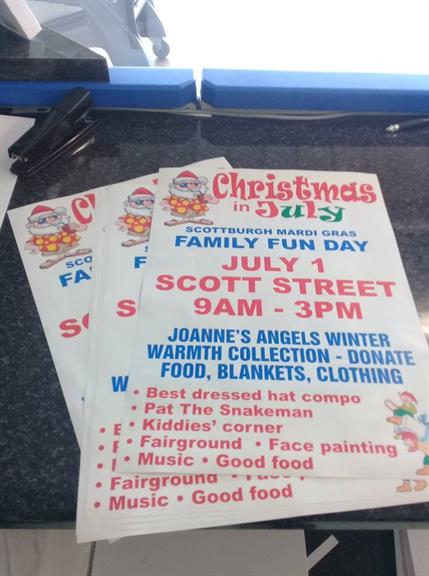 Christmas
in July
SCOTTBURGH MARDI GRAS
FAMILY FUN DAY
JULY 1
SCOTT STREET
9AM - 3PM
JOANNE'S ANGELS WINTER
WARMTH COLLECTION - DONATE
FOOD, BLANKETS, CLOTHING
• Best dressed hat compo
• Pat The Snakeman
• Kiddies' corner
• Fairground • Face painting
• Music • Good food
• Fairground
• Music • Good food